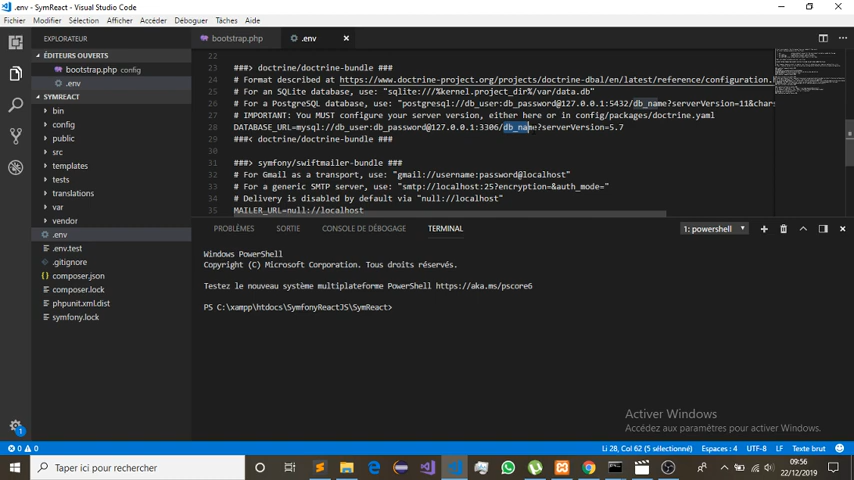 .env - SymReact - Visual Studio Code
Fichier Modifier Sélection Afficher Accéder Déboguer Tâches Aide
EXPLORATEUR
ÉDITEURS OUVERTS
bootstrap.php config
.env
SYMREACT
bin
config
public
src
templates
tests
translations
var
vendor
.env
.env.test
.gitignore
composer.json
composer.lock
phpunit.xml.dist
symfony.lock
bootstrap.php
.env
22
23 ###> doctrine/doctrine-bundle ###
24 # Format described at https://www.doctrine-project.org/projects/doctrine-dbal/en/latest/reference/configuration.
25 # For an SQLite database, use: "sqlite:///%kernel.project_dir%/var/data.db"
26 # For a PostgreSQL database, use: "postgresql://db_user:db_password@127.0.0.1:5432/db_name?serverVersion=11&chars
27 # IMPORTANT: You MUST configure your server version, either here or in config/packages/doctrine.yaml
28 DATABASE_URL=mysql://db_user:db_password@127.0.0.1:3306/db_name?serverVersion=5.7
29 ###< doctrine/doctrine-bundle ###
30
31 ###> symfony/swiftmailer-bundle ###
32 # For Gmail as a transport, use: "gmail://username:password@localhost"
33 # For a generic SMTP server, use: "smtp://localhost:25?encryption=&auth_mode="
34 # Delivery is disabled by default via "null://localhost"
35 MAILER_URL=null://localhost
PROBLÈMES SORTIE CONSOLE DE DÉBOGAGE TERMINAL
1: powershell
Windows PowerShell
Copyright (C) Microsoft Corporation. Tous droits réservés.
Testez le nouveau système multiplateforme PowerShell https://aka.ms/pscore6
PS C:\xampp\htdocs\SymfonyReactJS\SymReact>
Activer Windows
Accédez aux paramètres pour activer Windows.
1
0 0
Li 28, Col 62 (5 sélectionné) Espaces : 4 UTF-8 LF Texte brut
Taper ici pour rechercher
09:56
22/12/2019